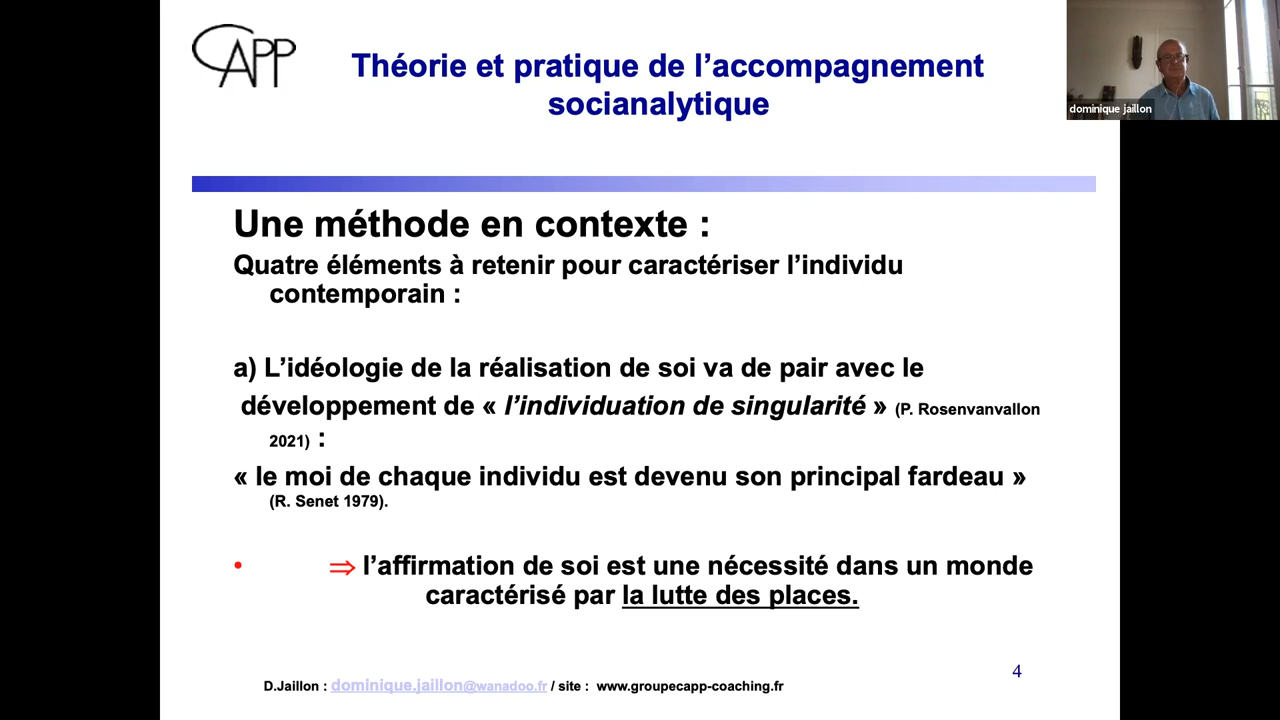 CAPP
Théorie et pratique de l’accompagnement
socianalytique
dominique jaillon
Une méthode en contexte :
Quatre éléments à retenir pour caractériser l’individu
contemporain :
a) L’idéologie de la réalisation de soi va de pair avec le
développement de « l’individuation de singularité » (P. Rosenvanvallon
2021) :
« le moi de chaque individu est devenu son principal fardeau »
(R. Senet 1979).
• ⇒ l’affirmation de soi est une nécessité dans un monde
caractérisé par la lutte des places.
4
D.Jaillon : dominique.jaillon@wanadoo.fr / site : www.groupecapp-coaching.fr